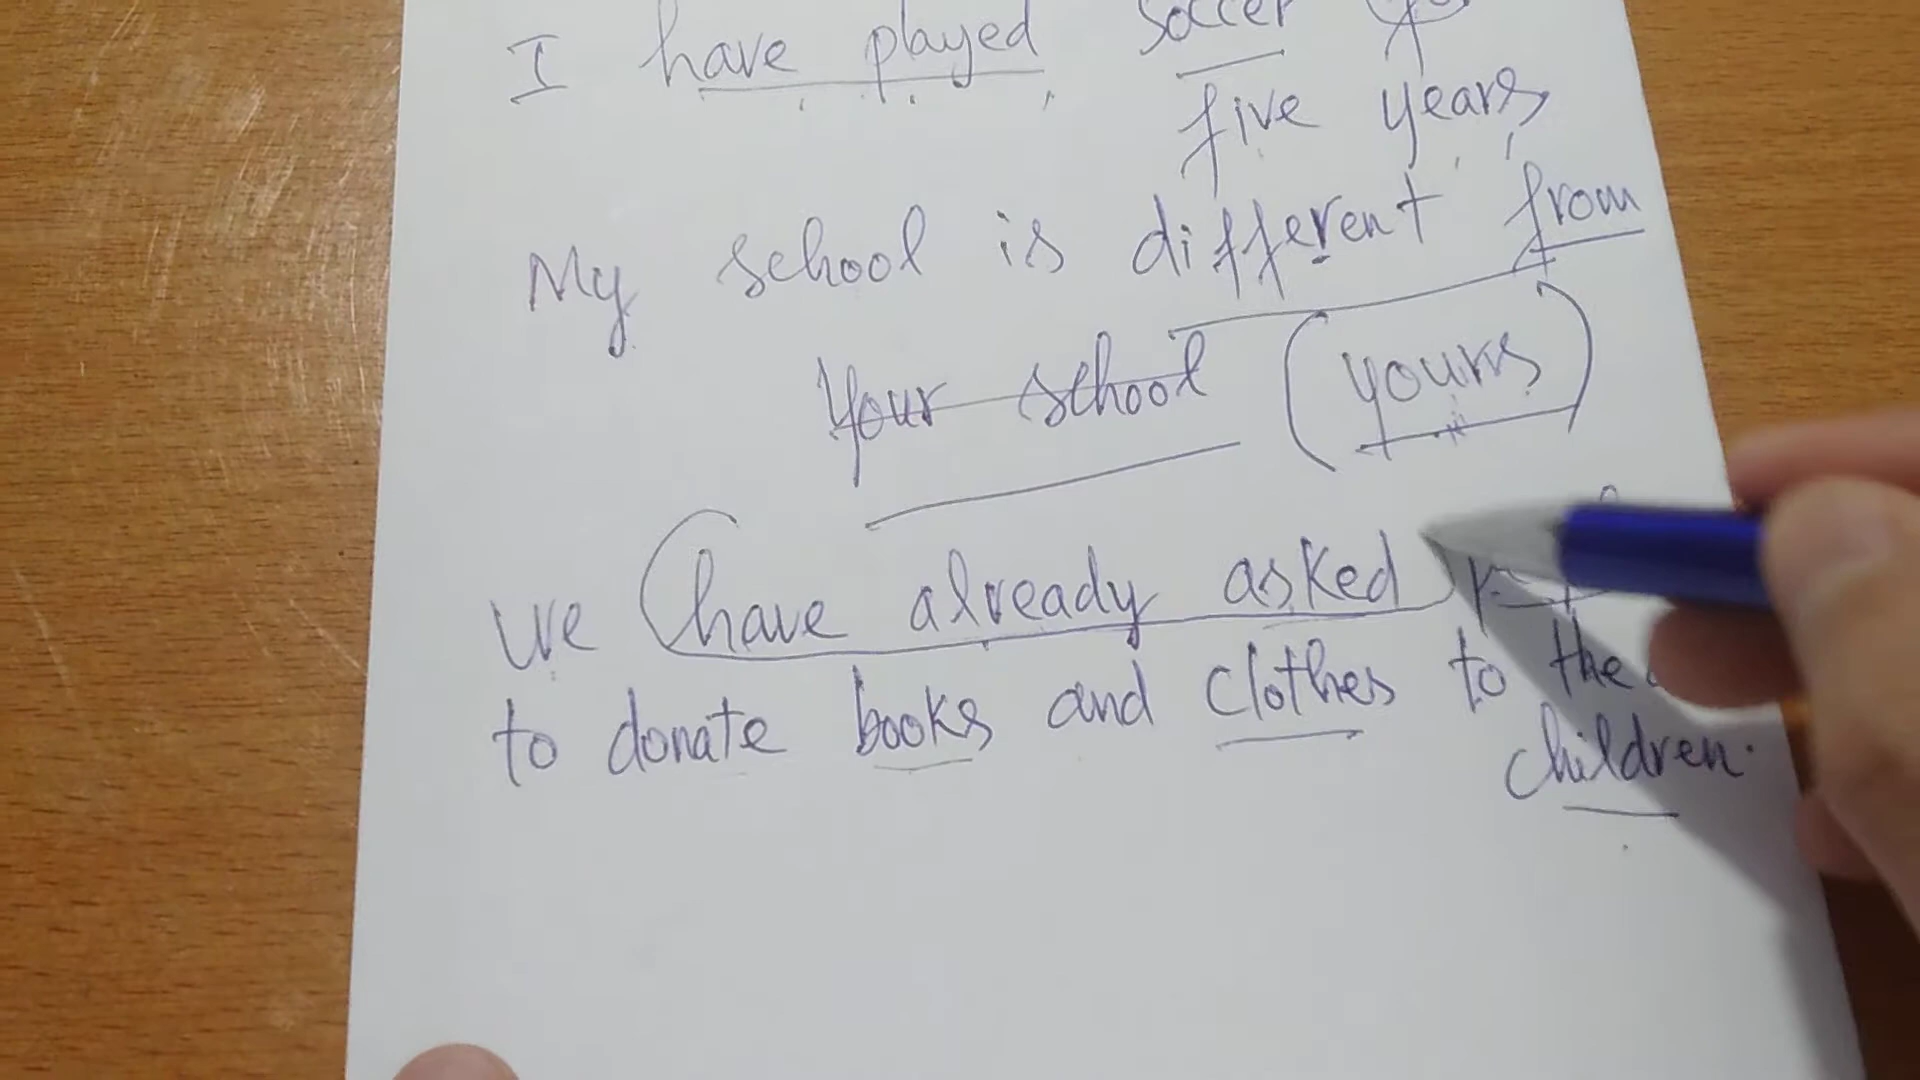 I have played soccer for
five years
My school is different from
Your school (yours)
We have already asked
to donate books and clothes to the
children.